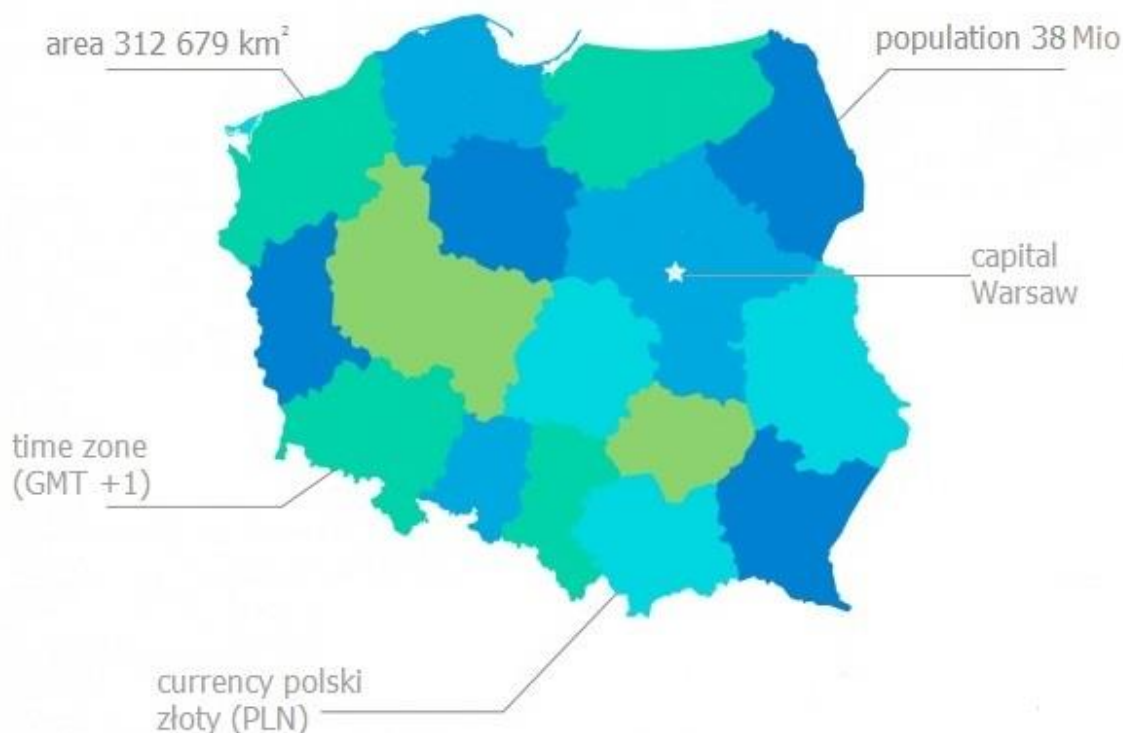 area 312 679 km²
population 38 Mio
capital
Warsaw
time zone
(GMT +1)
currency polski
złoty (PLN)